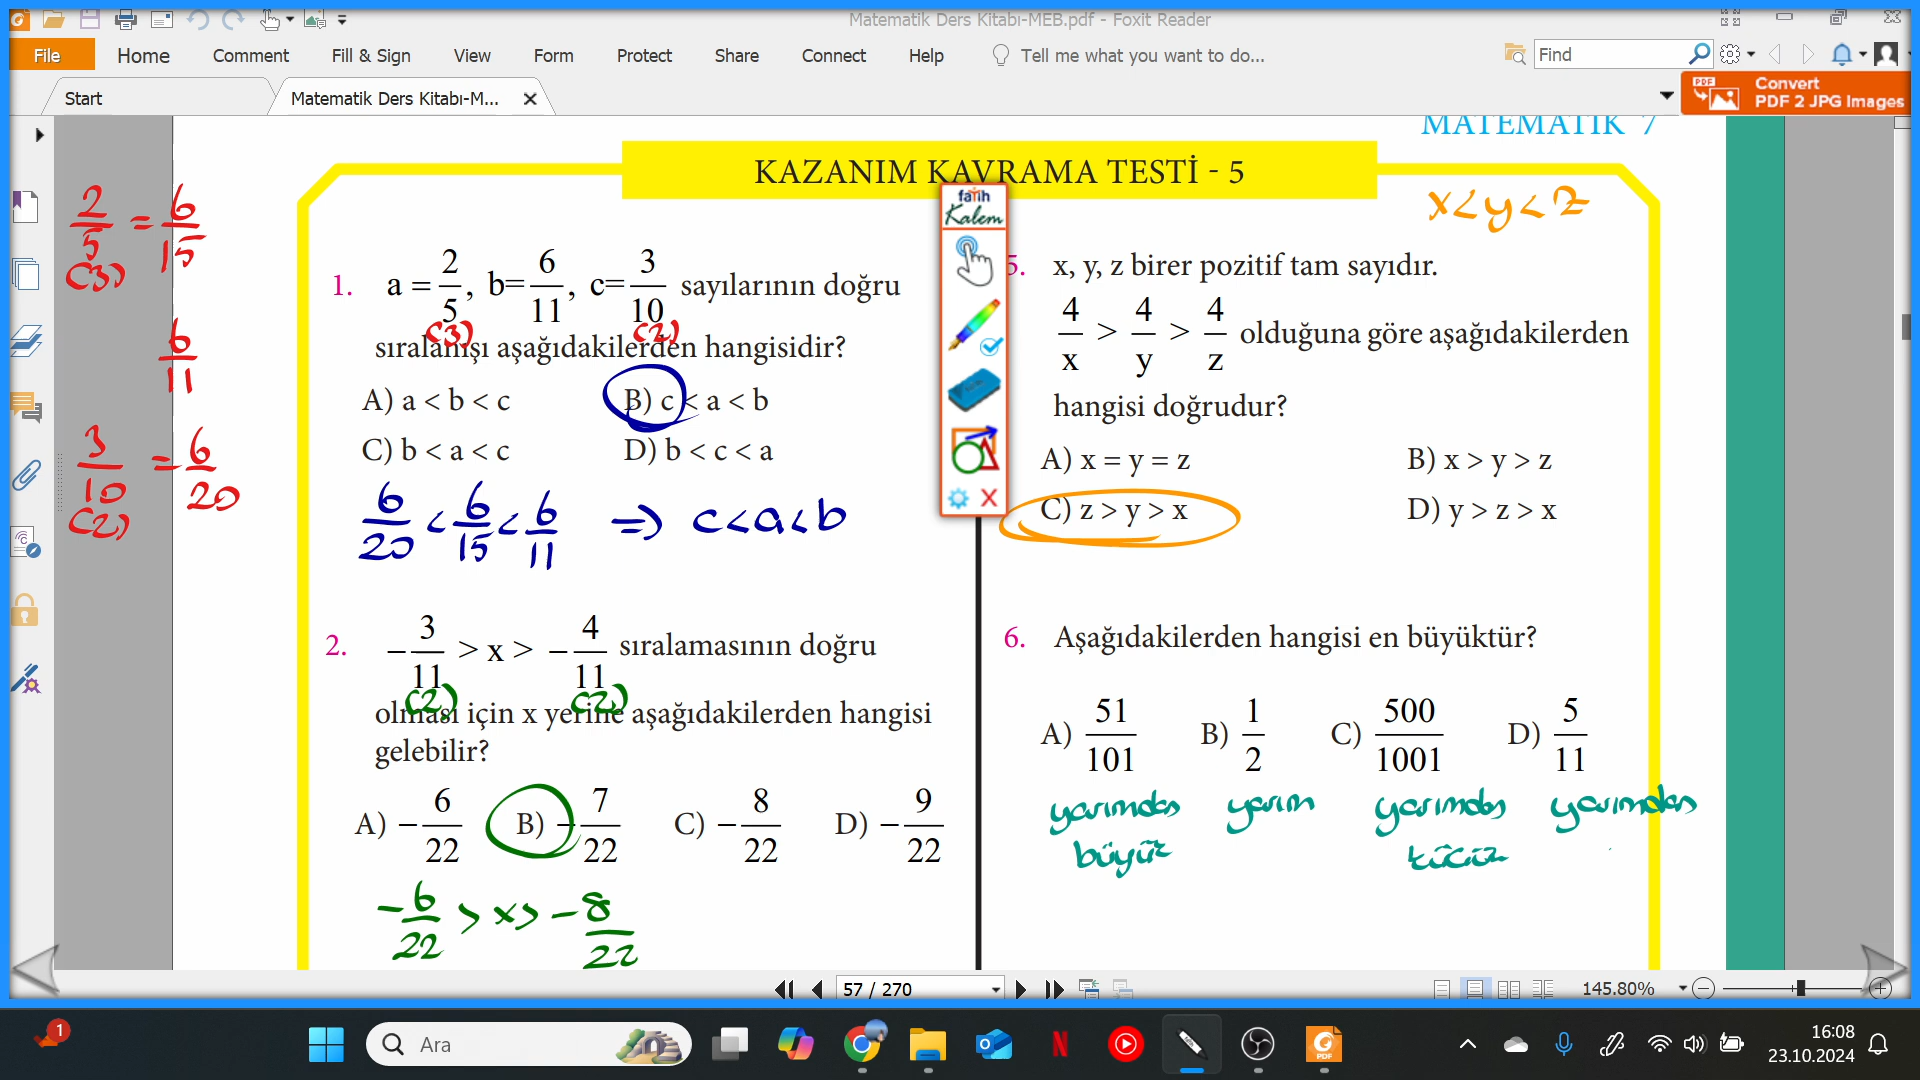 Matematik Ders Kitabı-MEB.pdf - Foxit Reader
File Home Comment Fill & Sign View Form Protect Share Connect Help Tell me what you want to do... Find
Start Matematik Ders Kitabı-M...
Convert
PDF 2 JPG Images
MATEMATİK 7
KAZANIM KAVRAMA TESTİ - 5
fatih
Kalem
x<y<z
2/5 = 6/15
(3)
6/11
3/10 = 6/20
(2)
1. a = 2/5, b= 6/11, c= 3/10 sayılarının doğru
(3) (2)
sıralanışı aşağıdakilerden hangisidir?
A) a < b < c B) c < a < b
C) b < a < c D) b < c < a
6/20 < 6/15 < 6/11 => c<a<b
2. -3/11 > x > -4/11 sıralamasının doğru
(2) (2)
olması için x yerine aşağıdakilerden hangisi
gelebilir?
A) -6/22 B) -7/22 C) -8/22 D) -9/22
-6/22 > x > -8/22
5. x, y, z birer pozitif tam sayıdır.
4/x > 4/y > 4/z olduğuna göre aşağıdakilerden
hangisi doğrudur?
A) x = y = z B) x > y > z
C) z > y > x D) y > z > x
6. Aşağıdakilerden hangisi en büyüktür?
A) 51/101 B) 1/2 C) 500/1001 D) 5/11
yarımdan yarım yarımdan yarımdan
büyük küçük
57 / 270
145.80%
1
Ara
16:08
23.10.2024